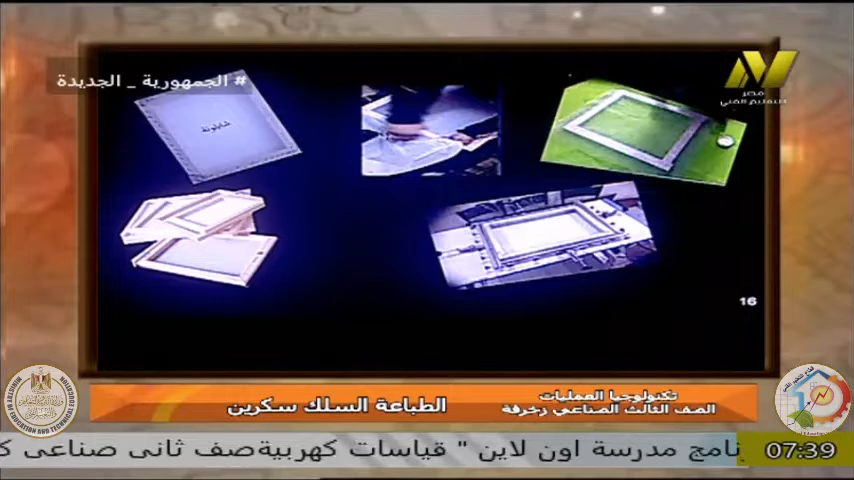 # الجمهورية _ الجديدة
مصر
التعليم الفني
شابلونة
16
تكنولوجيا العمليات
الصف الثالث الصناعي زخرفة
الطباعة السلك سكرين
نامج مدرسة اون لاين " قياسات كهربية صف ثانى صناعى ك
07:39